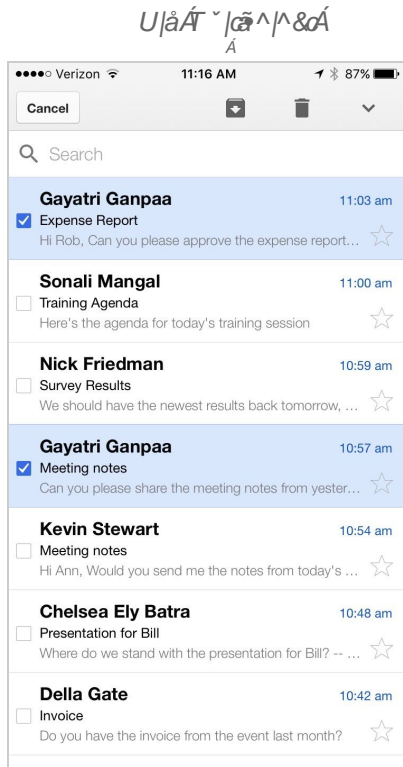 Verizon 11:16 AM 87%
Cancel
Search
Gayatri Ganpaa 11:03 am
Expense Report
Hi Rob, Can you please approve the expense report...
Sonali Mangal 11:00 am
Training Agenda
Here's the agenda for today's training session
Nick Friedman 10:59 am
Survey Results
We should have the newest results back tomorrow, ...
Gayatri Ganpaa 10:57 am
Meeting notes
Can you please share the meeting notes from yester...
Kevin Stewart 10:54 am
Meeting notes
Hi Ann, Would you send me the notes from today's ...
Chelsea Ely Batra 10:48 am
Presentation for Bill
Where do we stand with the presentation for Bill? -- ...
Della Gate 10:42 am
Invoice
Do you have the invoice from the event last month?